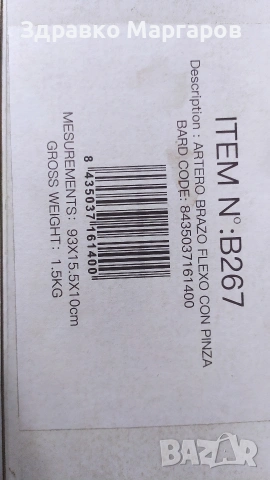 Здравко Маргаров
ITEM N°:B267
Description : ARTERO BRAZO FLEXO CON PINZA
BARD CODE: 8435037161400
8 435037 161400
MESUREMENTS: 93X15.5X10cm
GROSS WEIGHT: 1.5KG
BAZAR